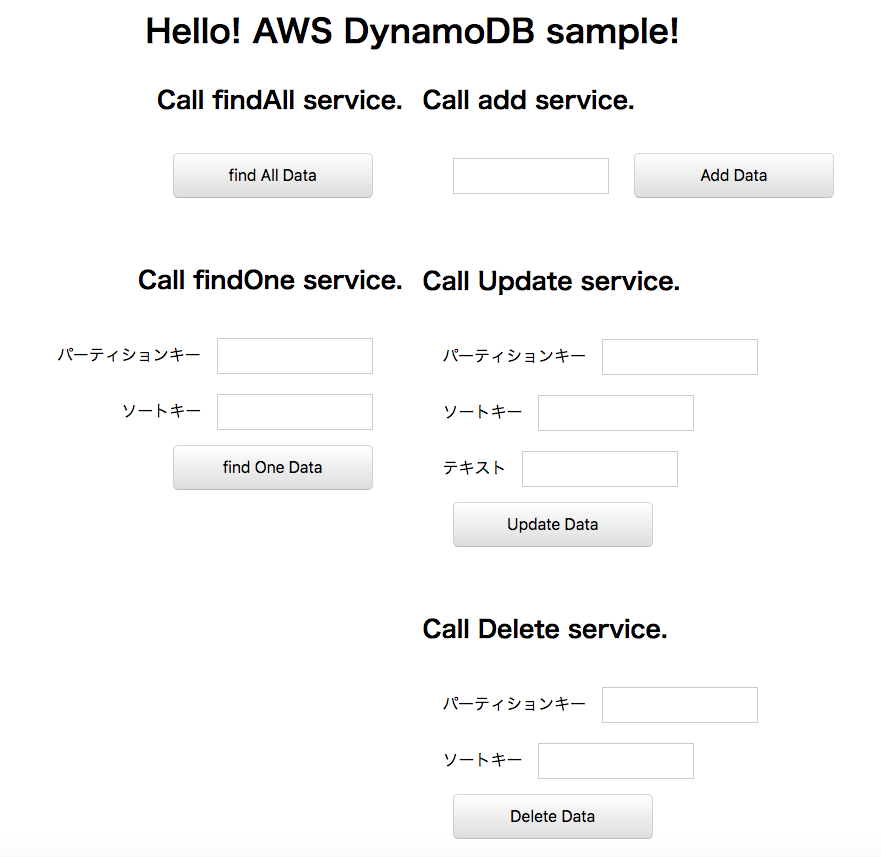 Hello! AWS DynamoDB sample!
Call findAll service.
find All Data
Call add service.
Add Data
Call findOne service.
パーティションキー
ソートキー
find One Data
Call Update service.
パーティションキー
ソートキー
テキスト
Update Data
Call Delete service.
パーティションキー
ソートキー
Delete Data